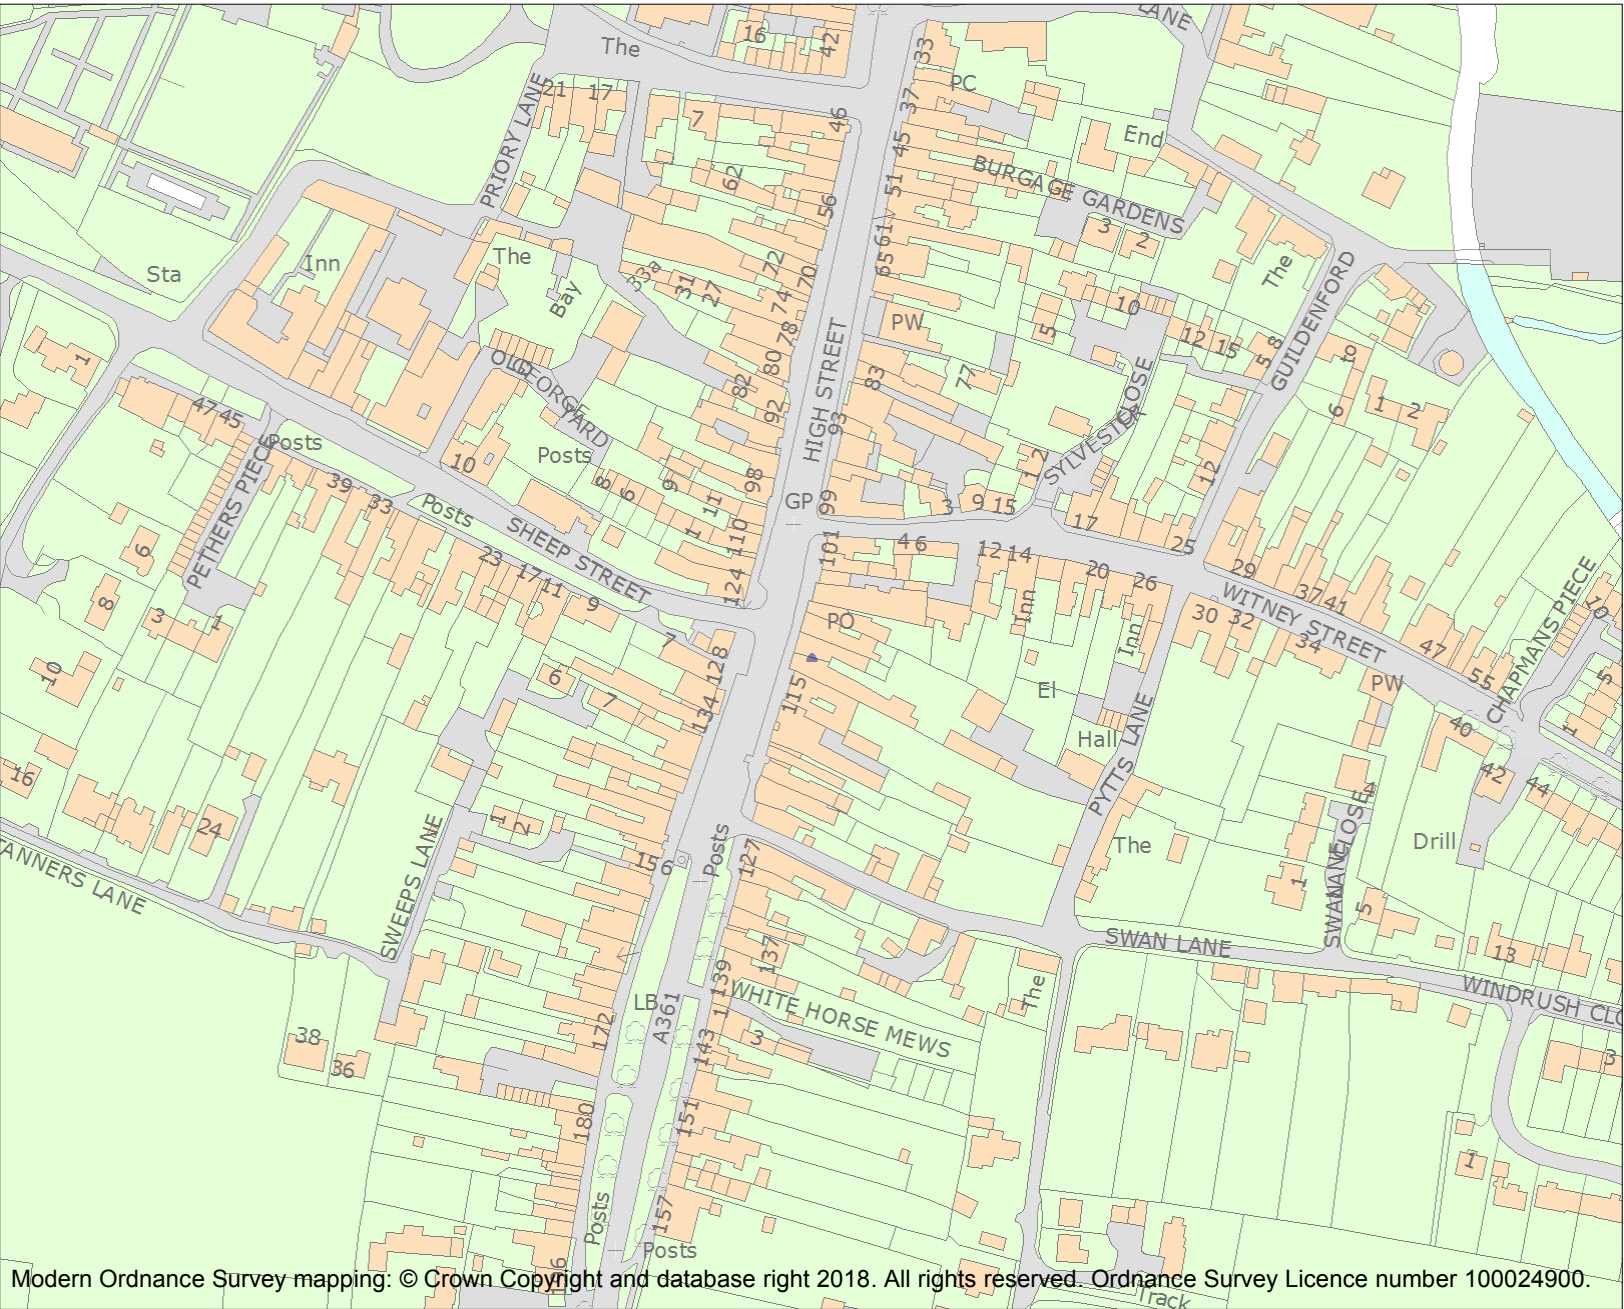 LANE
The
16
42
33
PC
21
17
7
46
37
PRIORY LANE
45
End
62
51
BURGAGE GARDENS
56
3
2
61
65
Sta
Inn
The
33a
31
27
72
70
The
GUILDENFORD
Bay
74
78
10
PW
5
12
15
8
5
1
OLD
GEORGE
YARD
80
82
HIGH STREET
83
77
CLOSE
19
6
1
2
47
45
92
93
SYLVESTER
Posts
PETHERS PIECE
10
Posts
98
1
2
12
39
33
Posts
8
6
9
11
1
GP
99
3
9
15
17
SHEEP STREET
110
101
4
6
12
14
25
6
23
17
11
9
124
20
26
29
WITNEY STREET
37
41
CHAPMANS PIECE
10
8
3
1
7
PO
Inn
Inn
30
32
34
47
10
128
6
7
134
115
El
PYTTS LANE
PW
55
5
40
1
Hall
42
44
16
4
24
1
2
Posts
The
SWAN LANE
CLOSE
Drill
TANNERS LANE
SWEEPS LANE
156
127
1
5
SWAN LANE
13
137
139
The
WINDRUSH CLO
LB
A361
WHITE HORSE MEWS
172
38
36
143
3
3
180
151
1
Posts
157
Posts
196
Track
Modern Ordnance Survey mapping: © Crown Copyright and database right 2018. All rights reserved. Ordnance Survey Licence number 100024900.